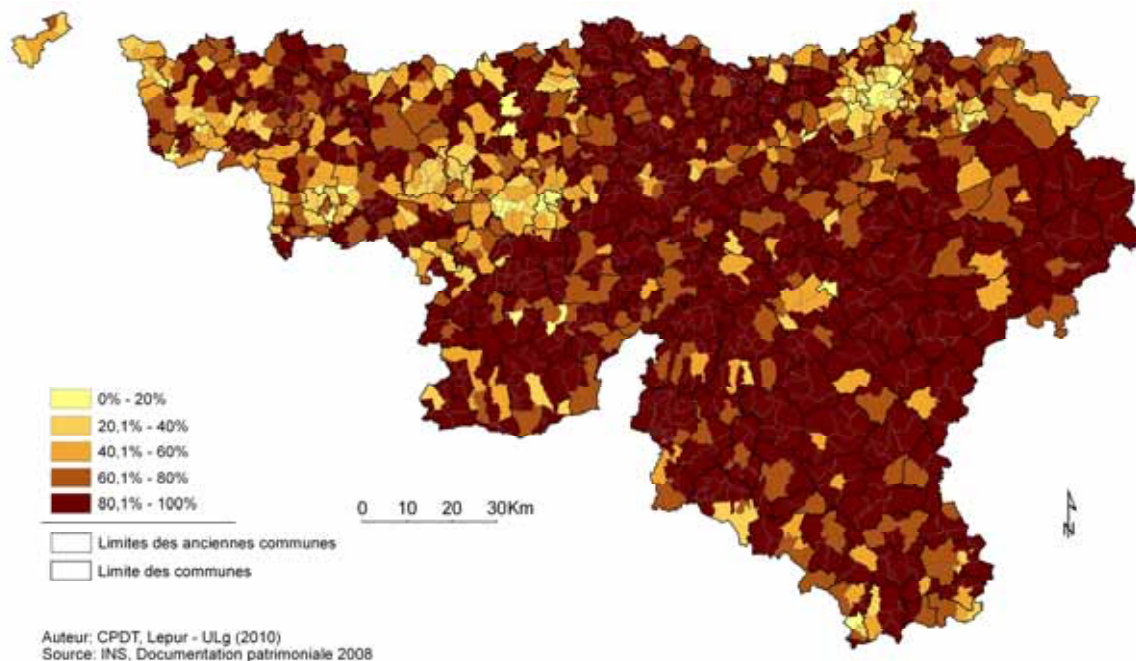 0% - 20%
20,1% - 40%
40,1% - 60%
60,1% - 80%
80,1% - 100%
0 10 20 30Km
Limites des anciennes communes
Limite des communes
N
Auteur: CPDT, Lepur - ULg (2010)
Source: INS, Documentation patrimoniale 2008